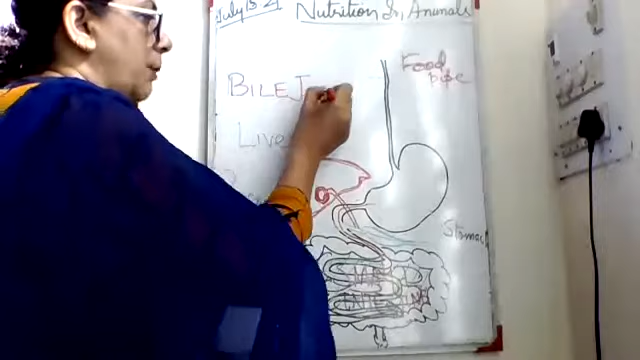 July 15 21 Nutrition In Animals
Food
pipe
BILE J
Live
Stomac